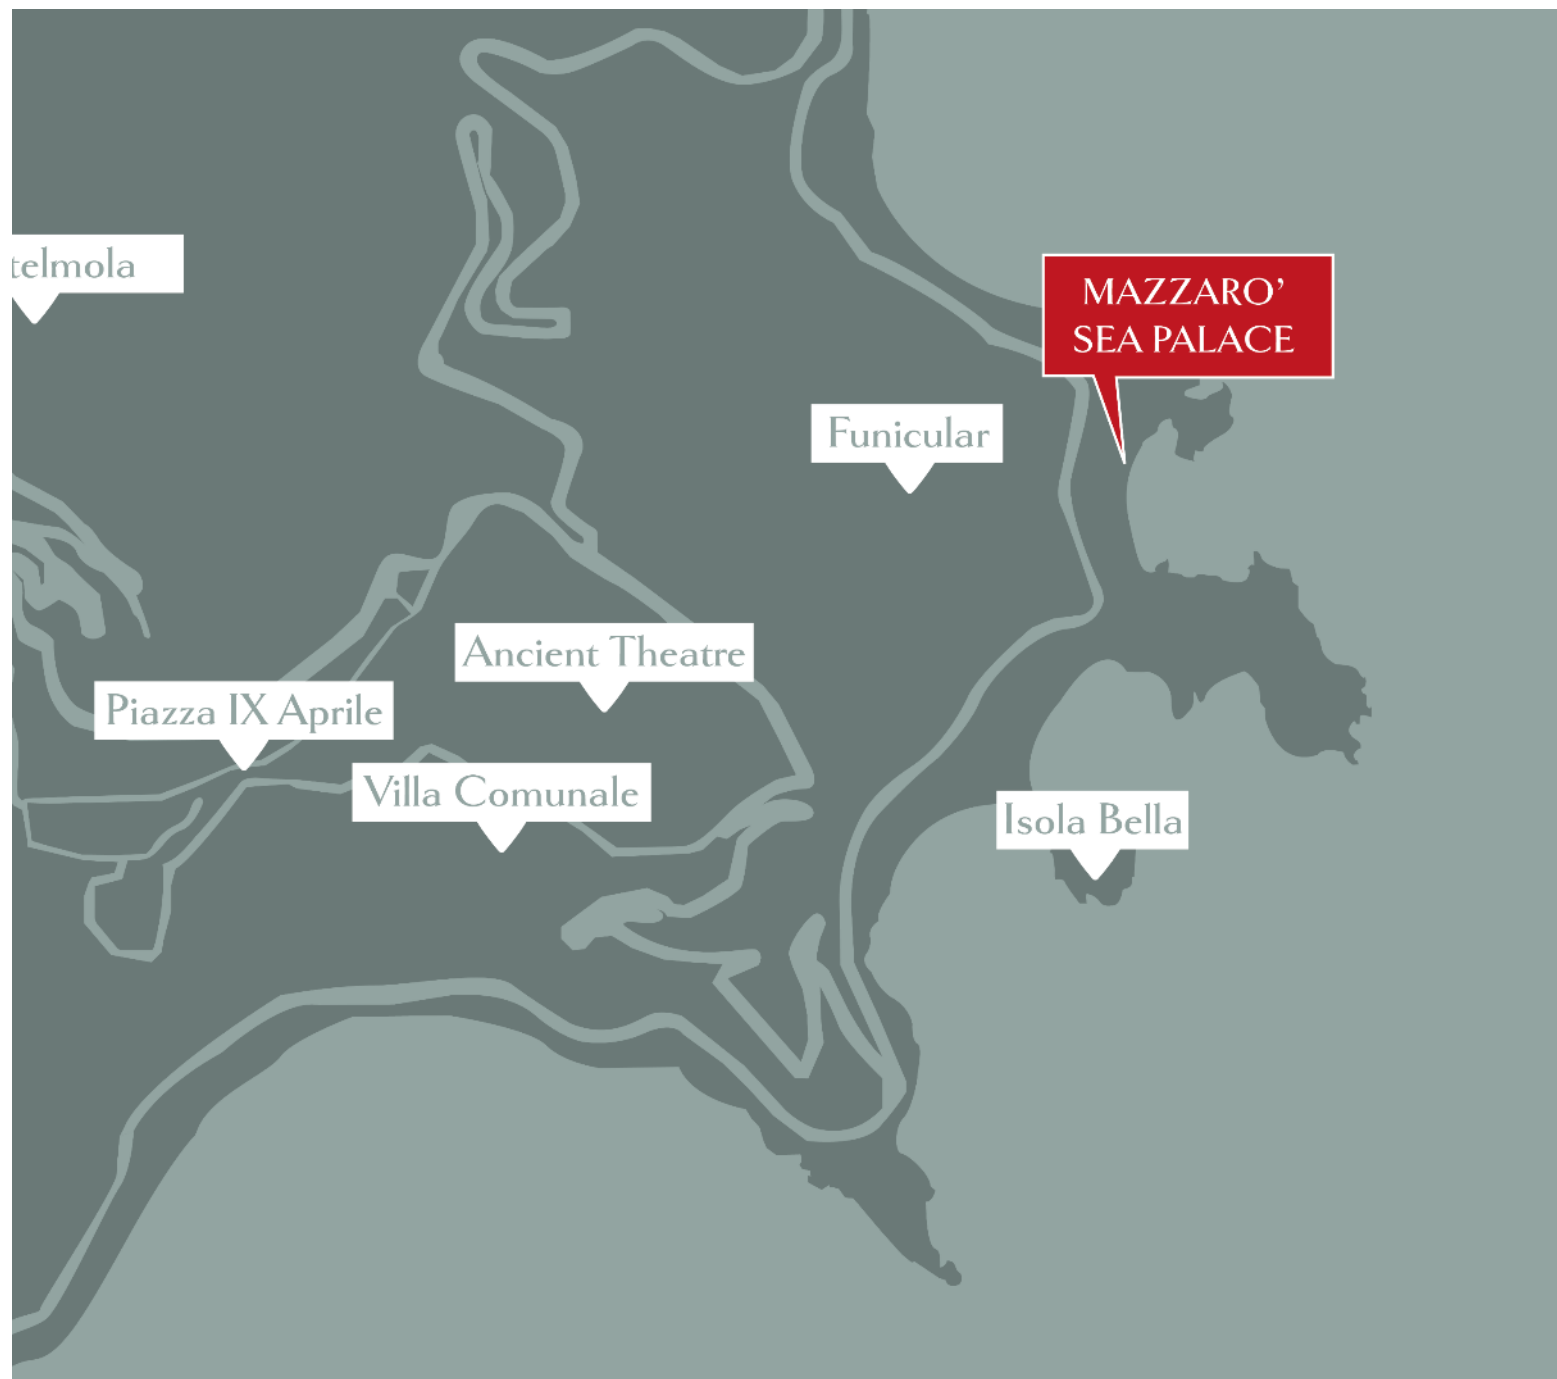 telmola
MAZZARO’
SEA PALACE
Funicular
Ancient Theatre
Piazza IX Aprile
Villa Comunale
Isola Bella